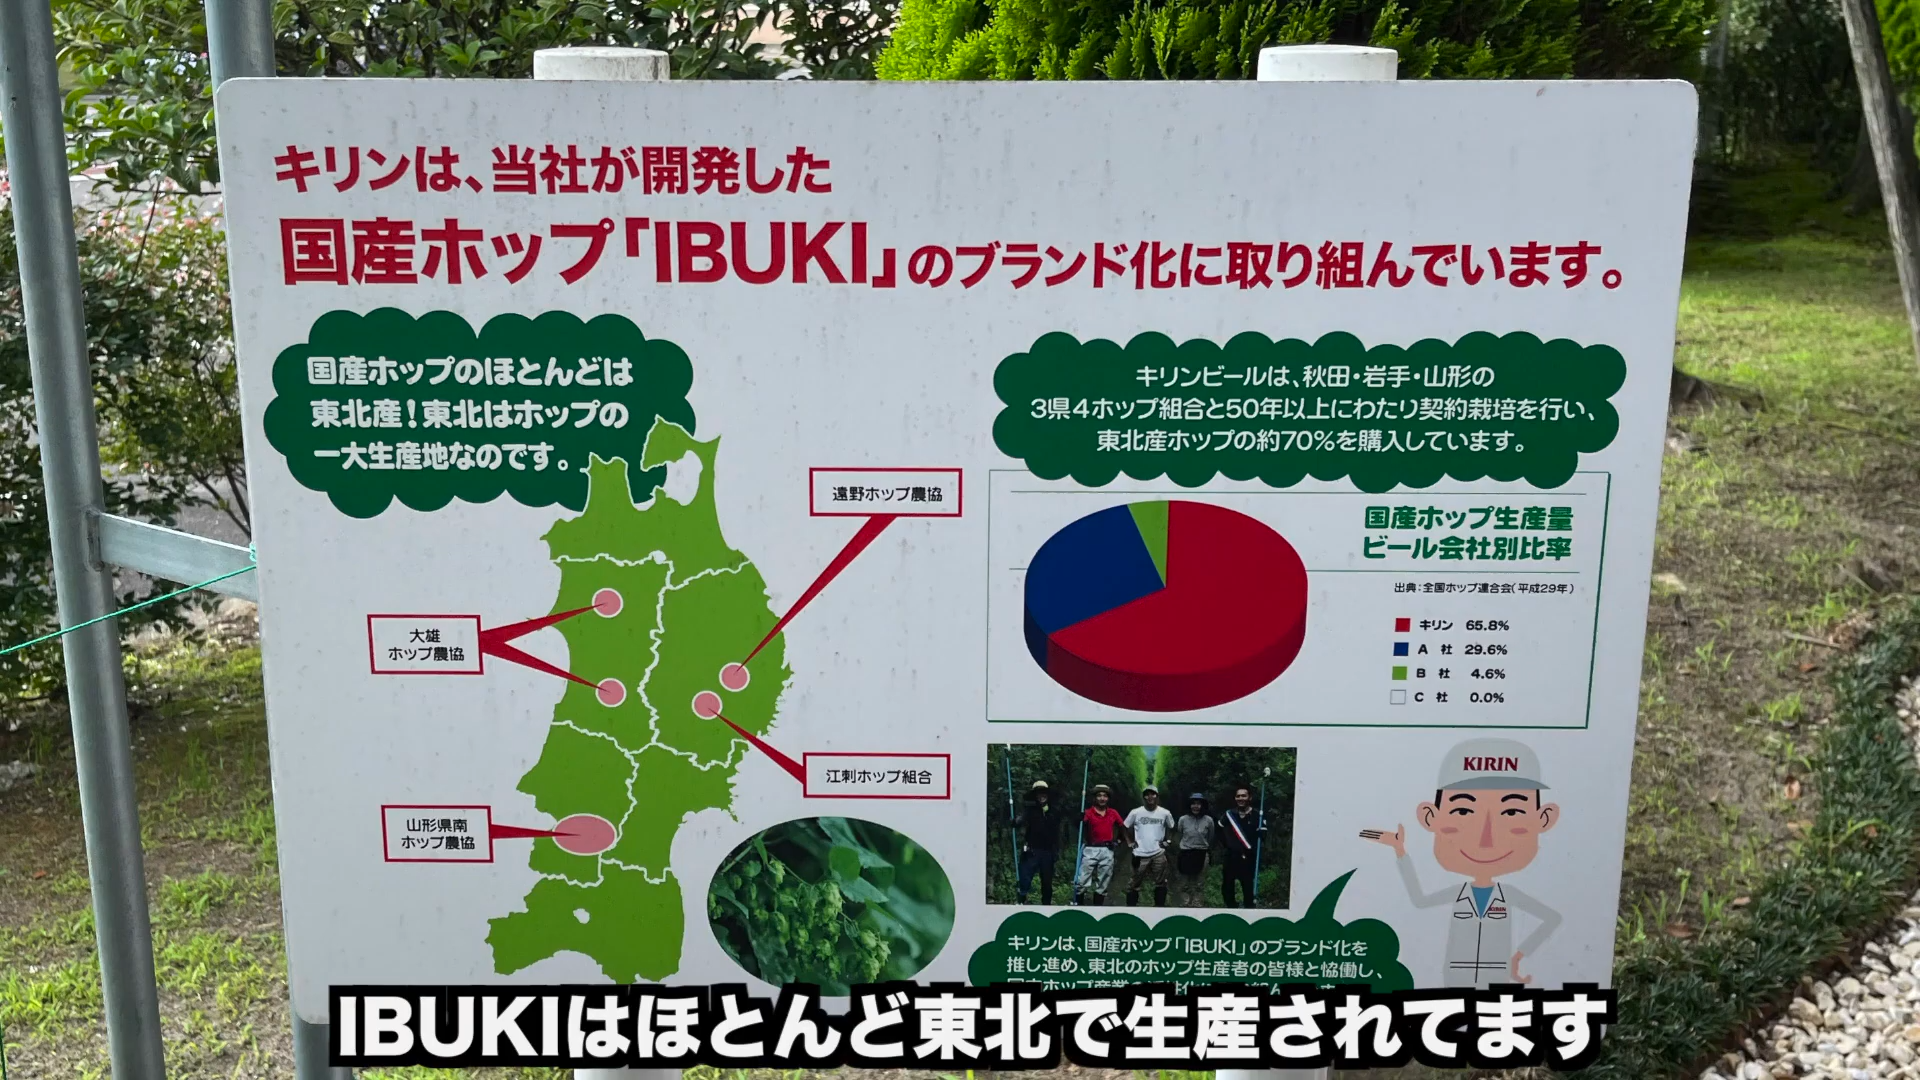 キリンは、当社が開発した
国産ホップ「IBUKI」のブランド化に取り組んでいます。
国産ホップのほとんどは
東北産!東北はホップの
一大生産地なのです。
キリンビールは、秋田・岩手・山形の
3県4ホップ組合と50年以上にわたり契約栽培を行い、
東北産ホップの約70%を購入しています。
遠野ホップ農協
大雄
ホップ農協
江刺ホップ組合
山形県南
ホップ農協
国産ホップ生産量
ビール会社別比率
出典:全国ホップ連合会(平成29年)
キリン 65.8%
A 社 29.6%
B 社 4.6%
C 社 0.0%
KIRIN
KIRIN
キリンは、国産ホップ「IBUKI」のブランド化を
推し進め、東北のホップ生産者の皆様と協働し、
IBUKIはほとんど東北で生産されてます